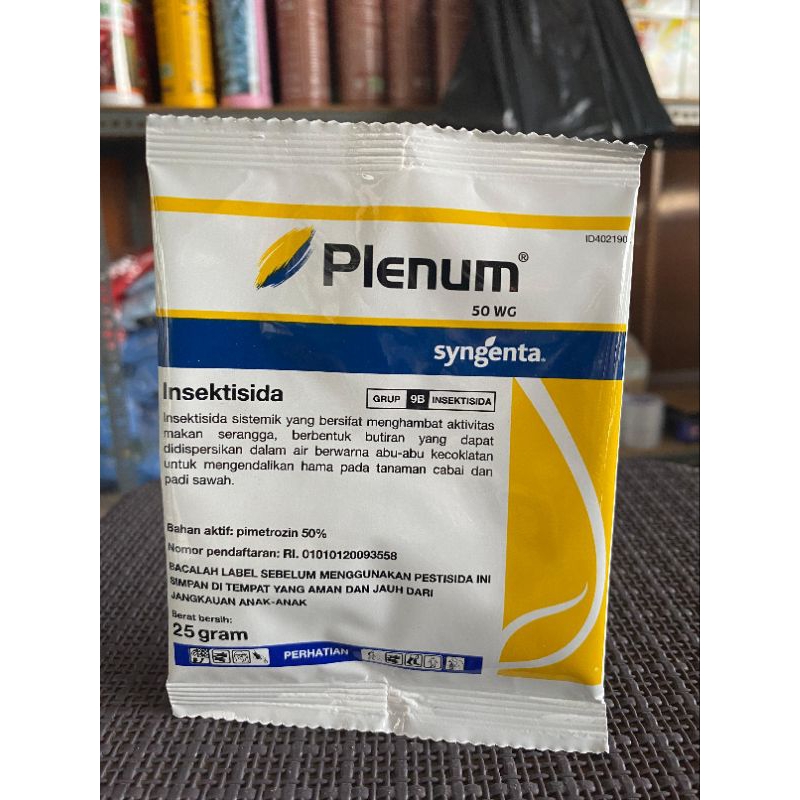 ID402190
Plenum®
50 WG
syngenta.
Insektisida
GRUP 9B INSEKTISIDA
Insektisida sistemik yang bersifat menghambat aktivitas
makan serangga, berbentuk butiran yang dapat
didispersikan dalam air berwarna abu-abu kecoklatan
untuk mengendalikan hama pada tanaman cabai dan
padi sawah.
Bahan aktif: pimetrozin 50%
Nomor pendaftaran: RI. 01010120093558
BACALAH LABEL SEBELUM MENGGUNAKAN PESTISIDA INI
SIMPAN DI TEMPAT YANG AMAN DAN JAUH DARI
JANGKAUAN ANAK-ANAK
Berat bersih:
25 gram
PERHATIAN